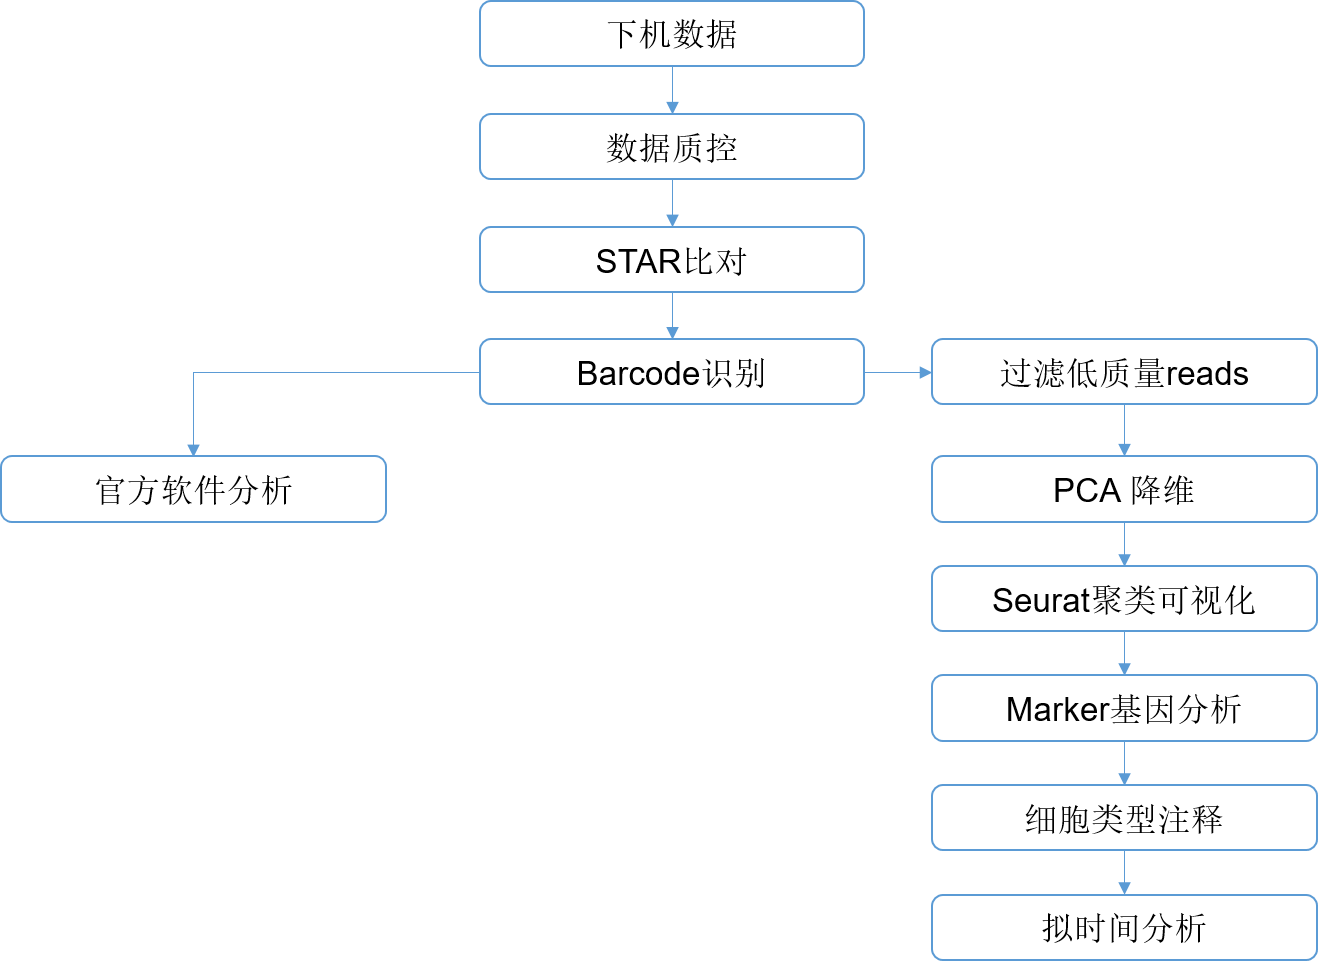 下机数据
数据质控
STAR比对
Barcode识别
过滤低质量reads
官方软件分析
PCA 降维
Seurat聚类可视化
Marker基因分析
细胞类型注释
拟时间分析